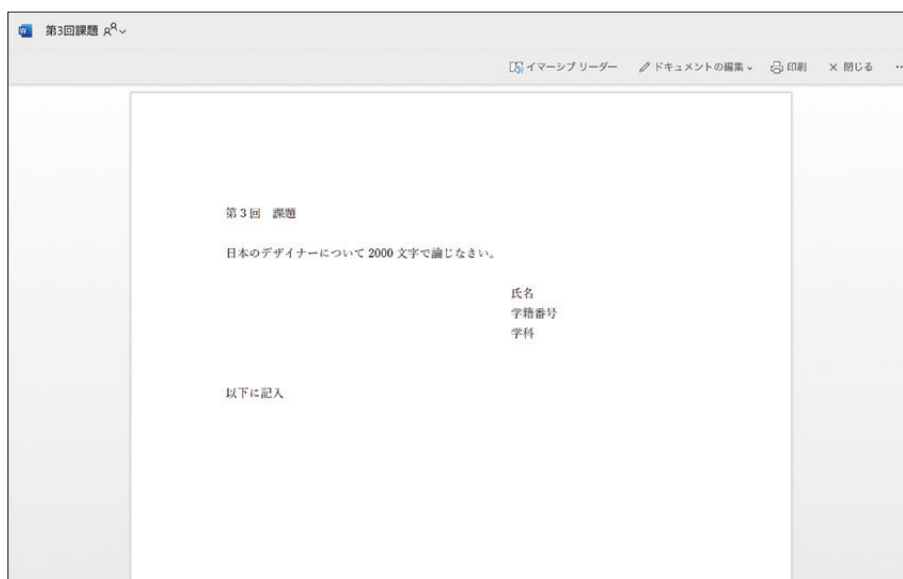 第3回課題
イマーシブ リーダー ドキュメントの編集 印刷 × 閉じる …
第 3 回　課題
日本のデザイナーについて 2000 文字で論じなさい。
氏名
学籍番号
学科
以下に記入